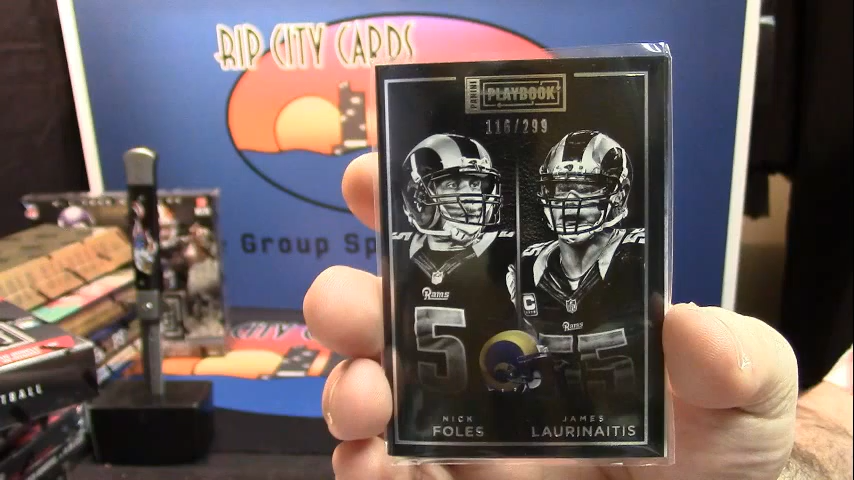 RIP CITY CARDS
Group Sp
PANINI
PLAYBOOK
116/299
Rams
Rams
5
55
NICK
FOLES
JAMES
LAURINAITIS